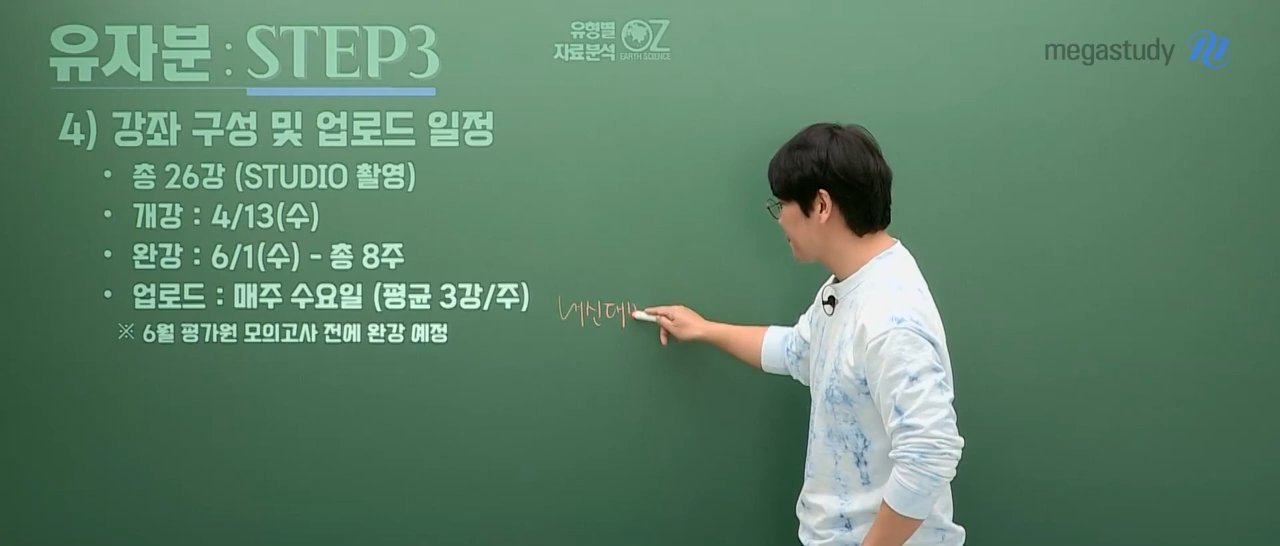 유자분 : STEP3
유형별
자료분석
OZ
EARTH SCIENCE
megastudy
4) 강좌 구성 및 업로드 일정
• 총 26강 (STUDIO 촬영)
• 개강 : 4/13(수)
• 완강 : 6/1(수) - 총 8주
• 업로드 : 매주 수요일 (평균 3강/주)
내신대
※ 6월 평가원 모의고사 전에 완강 예정